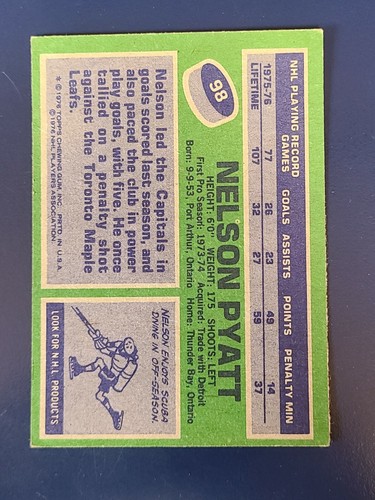 NHL PLAYING RECORD
GAMES GOALS ASSISTS POINTS PENALTY MIN
1975-76 77 26 23 49 14
LIFETIME 107 32 27 59 37
98
NELSON PYATT
HEIGHT: 6'0" WEIGHT: 175 SHOOTS: LEFT
First Pro Season: 1973-74 Acquired: Trade with Detroit
Born: 9-9-53, Port Arthur, Ontario Home: Thunder Bay, Ontario
Nelson led the Capitals in
goals scored last season, and
also paced the club in power
play goals, with five. He once
tallied on a penalty shot
against the Toronto Maple
Leafs.
* © 1976 TOPPS CHEWING GUM, INC. PRTD. IN U.S.A.
© 1976 NHL PLAYERS ASSOCIATION.
NELSON ENJOYS SCUBA
DIVING IN OFF-SEASON.
LOOK FOR N.H.L. PRODUCTS